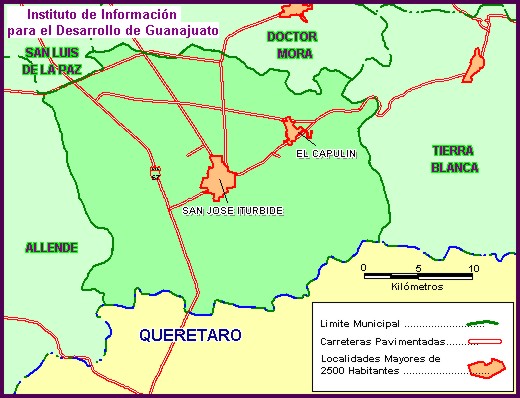 Instituto de Información
para el Desarrollo de Guanajuato
SAN LUIS
DE LA PAZ
DOCTOR
MORA
EL CAPULIN
TIERRA
BLANCA
57
SAN JOSE ITURBIDE
ALLENDE
0 5 10
Kilómetros
QUERETARO
Limite Municipal
Carreteras Pavimentadas
Localidades Mayores de
2500 Habitantes